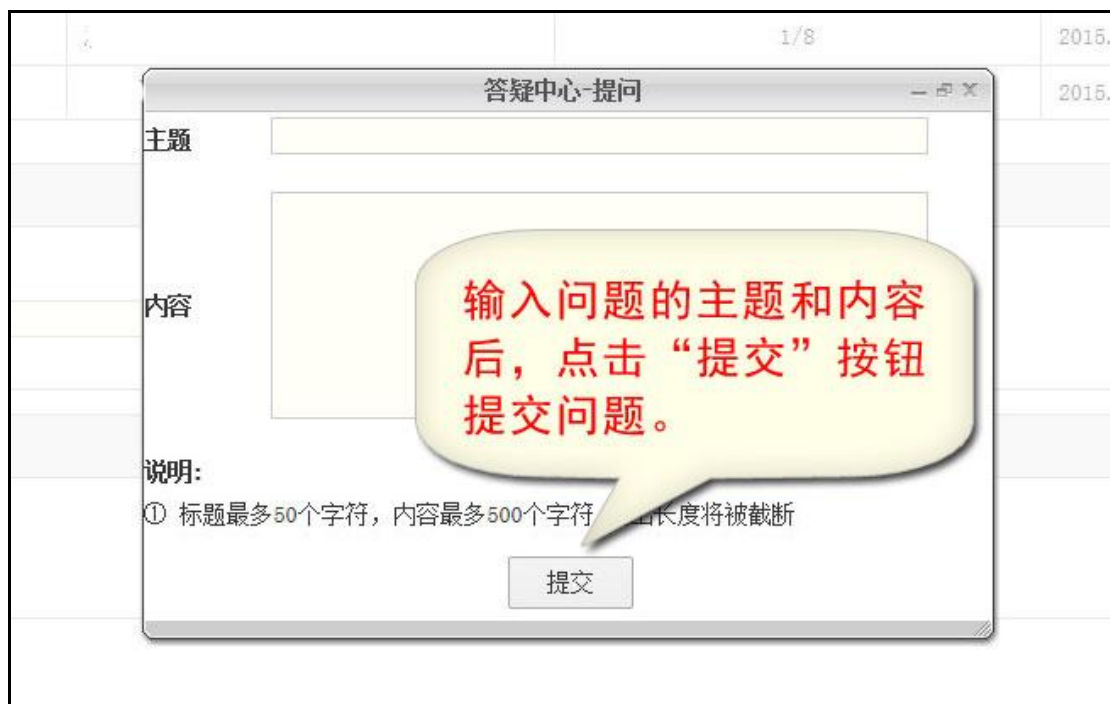 1/8
2015.
答疑中心-提问
2015.
主题
内容
输入问题的主题和内容
后，点击“提交”按钮
提交问题。
说明:
① 标题最多50个字符，内容最多500个字符 长度将被截断
提交